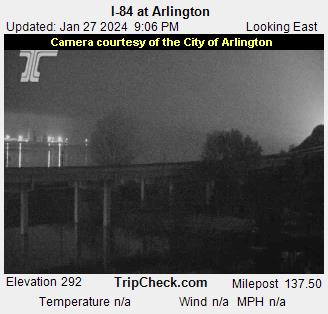 I-84 at Arlington
Updated: Jan 27 2024 9:06 PM Looking East
Camera courtesy of the City of Arlington
Elevation 292 TripCheck.com Milepost 137.50
Temperature n/a Wind n/a MPH n/a